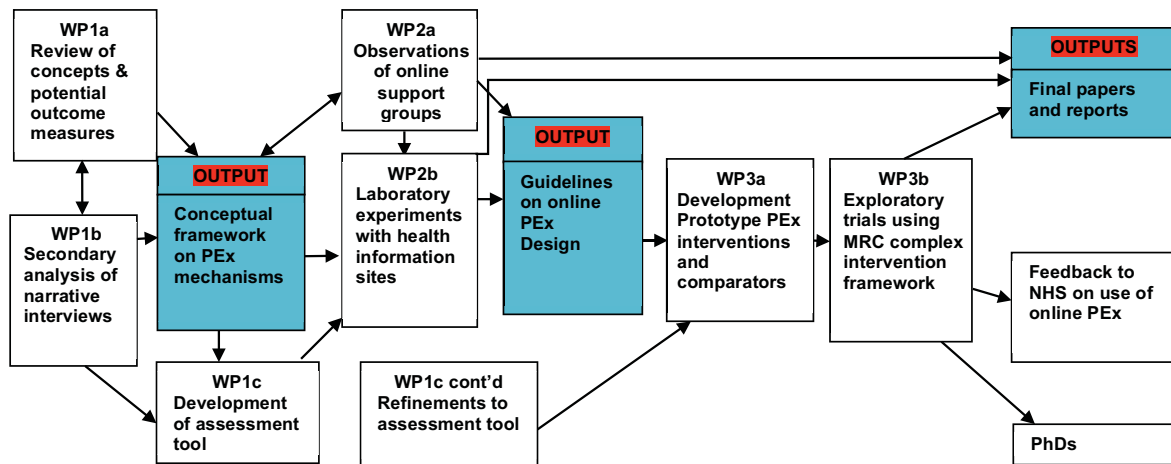 WP1a
Review of
concepts &
potential
outcome
measures
WP1b
Secondary
analysis of
narrative
interviews
OUTPUT
Conceptual
framework
on PEx
mechanisms
WP1c
Development
of assessment
tool
WP2a
Observations
of online
support
groups
WP2b
Laboratory
experiments
with health
information
sites
WP1c cont'd
Refinements to
assessment tool
OUTPUT
Guidelines
on online
PEx
Design
WP3a
Development
Prototype PEx
interventions
and
comparators
WP3b
Exploratory
trials using
MRC complex
intervention
framework
OUTPUTS
Final papers
and reports
Feedback to
NHS on use of
online PEx
PhDs